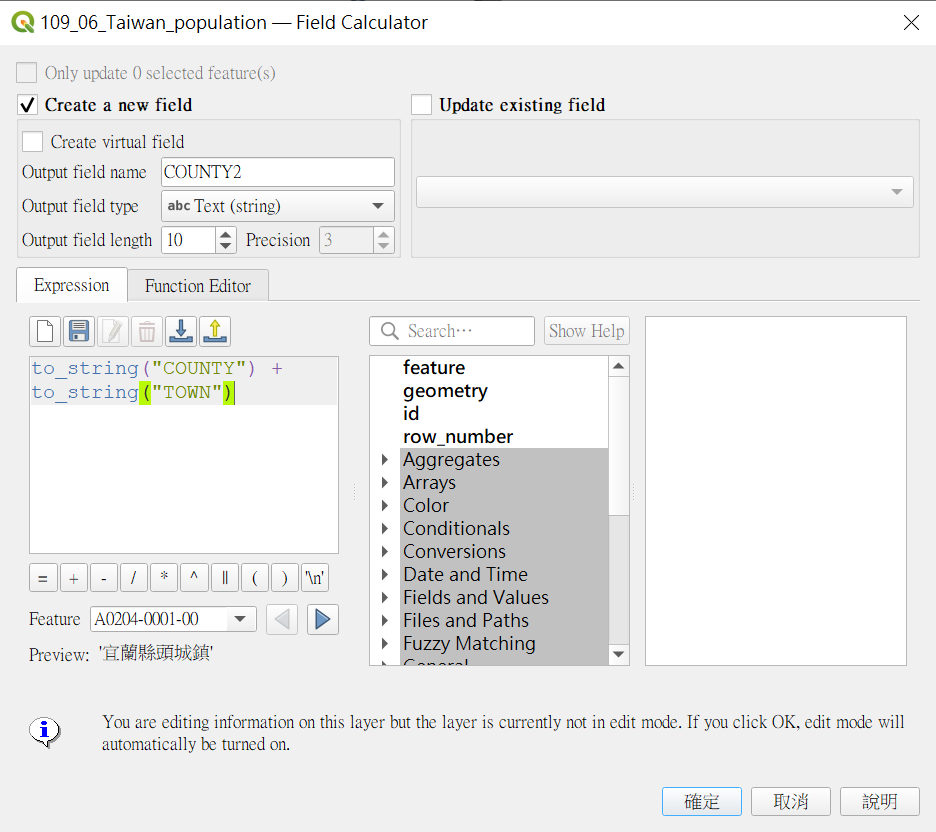 109_06_Taiwan_population — Field Calculator
Only update 0 selected feature(s)
Create a new field
Update existing field
Create virtual field
Output field name COUNTY2
Output field type abc Text (string)
Output field length 10 Precision 3
Expression Function Editor
Search… Show Help
to_string("COUNTY") +
to_string("TOWN")
feature
geometry
id
row_number
Aggregates
Arrays
Color
Conditionals
Conversions
Date and Time
Fields and Values
Files and Paths
Fuzzy Matching
General
= + - / * ^ || ( ) '\n'
Feature A0204-0001-00
Preview: '宜蘭縣頭城鎮'
You are editing information on this layer but the layer is currently not in edit mode. If you click OK, edit mode will
automatically be turned on.
確定 取消 說明